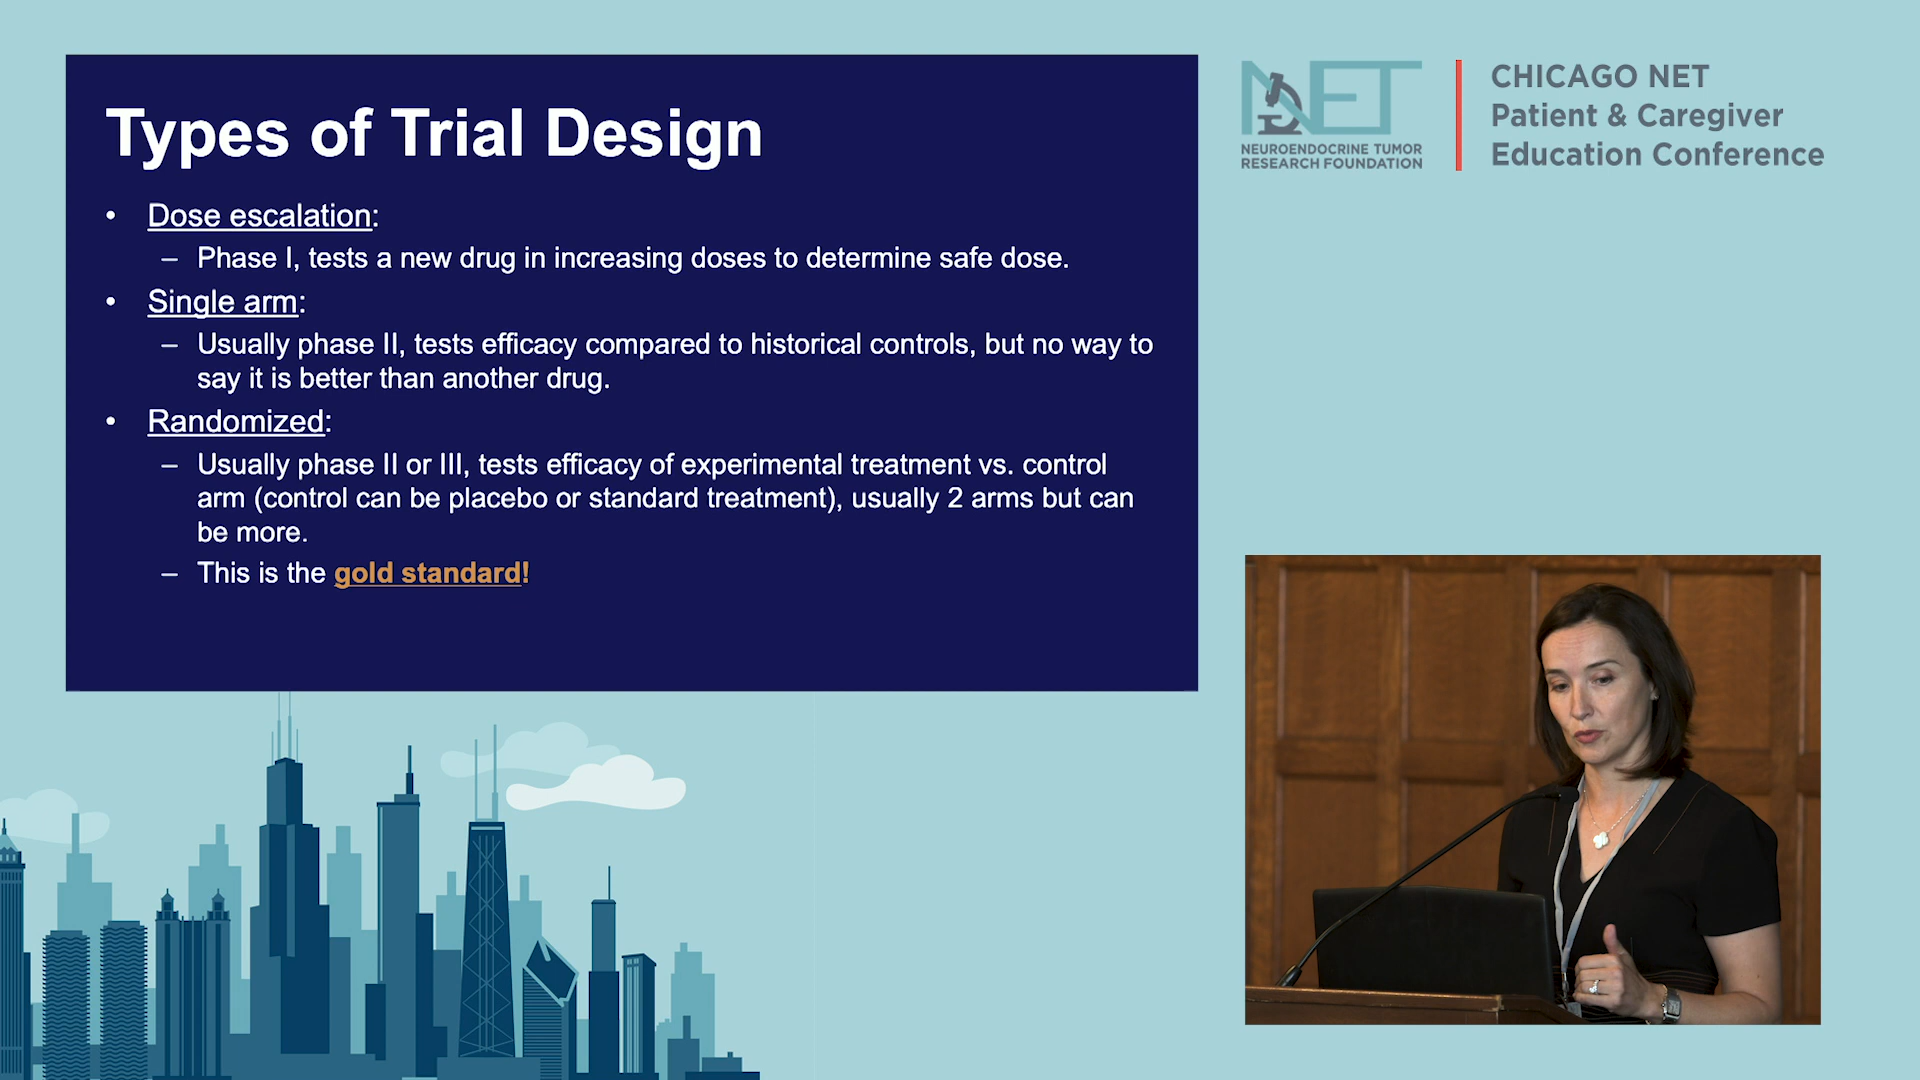 Types of Trial Design
• Dose escalation:
– Phase I, tests a new drug in increasing doses to determine safe dose.
• Single arm:
– Usually phase II, tests efficacy compared to historical controls, but no way to
say it is better than another drug.
• Randomized:
– Usually phase II or III, tests efficacy of experimental treatment vs. control
arm (control can be placebo or standard treatment), usually 2 arms but can
be more.
– This is the gold standard!
NET
NEUROENDOCRINE TUMOR
RESEARCH FOUNDATION
CHICAGO NET
Patient & Caregiver
Education Conference